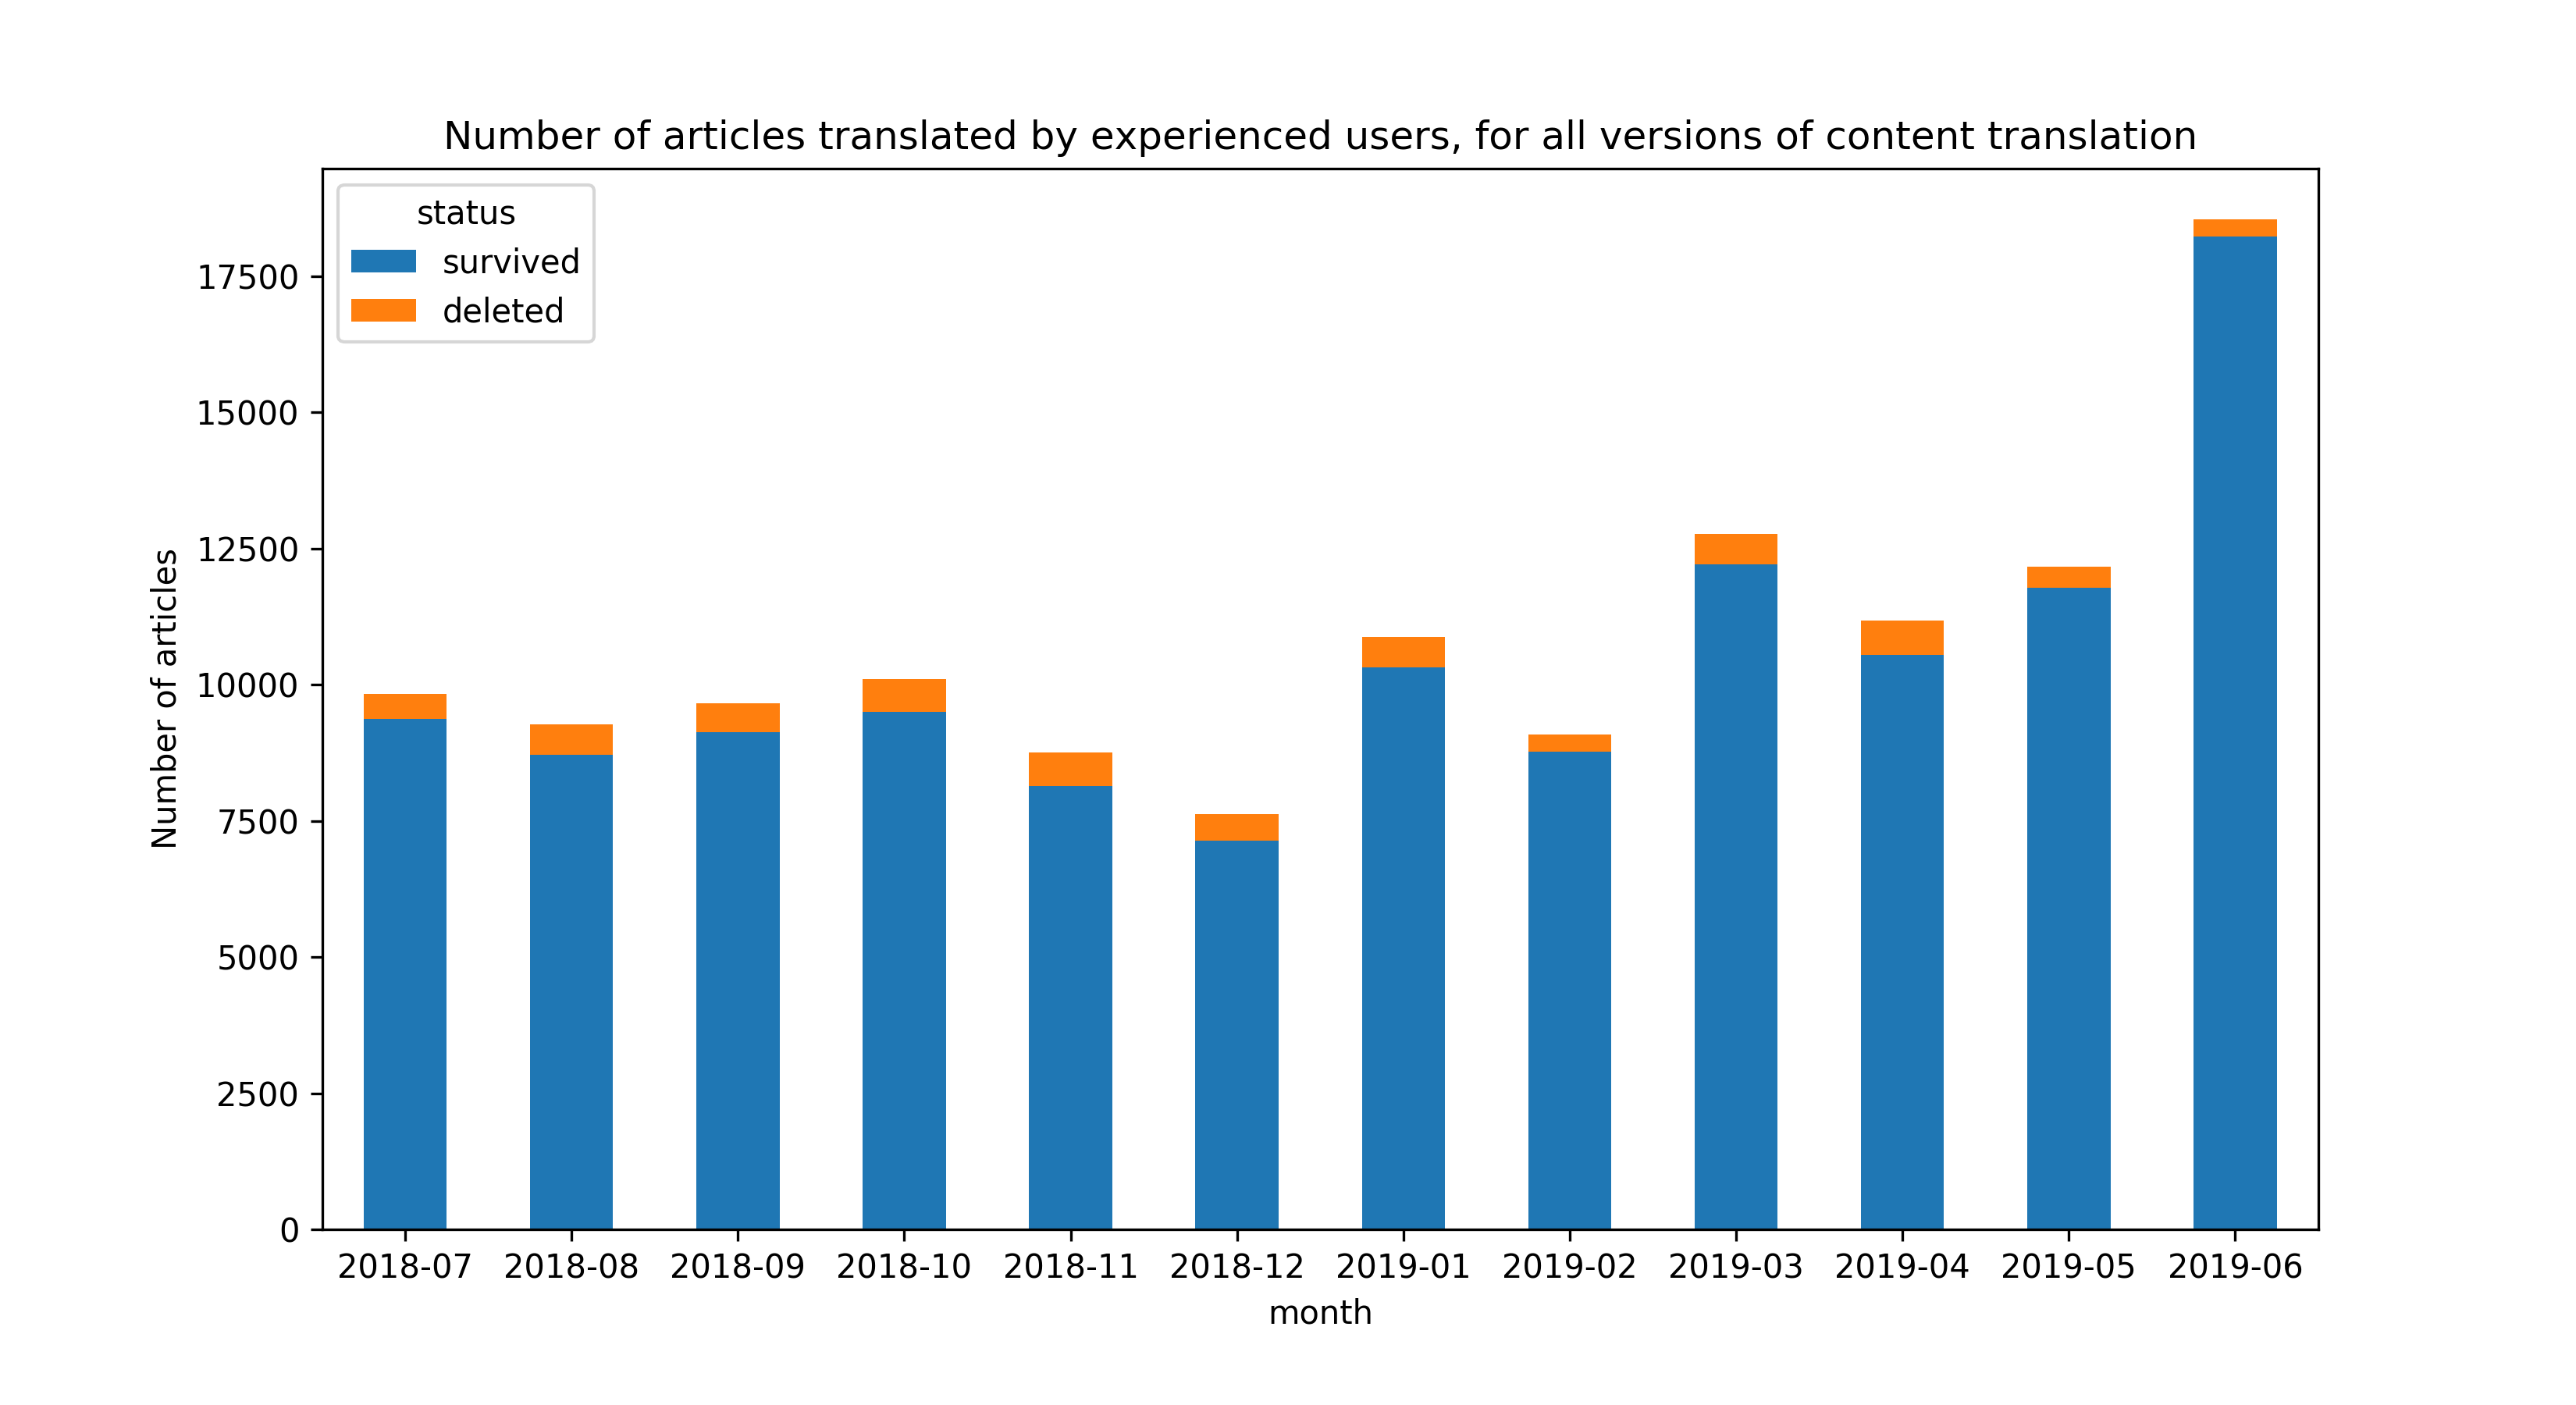 Number of articles translated by experienced users, for all versions of content translation
status
survived
deleted
Number of articles
17500
15000
12500
10000
7500
5000
2500
0
2018-07 2018-08 2018-09 2018-10 2018-11 2018-12 2019-01 2019-02 2019-03 2019-04 2019-05 2019-06
month